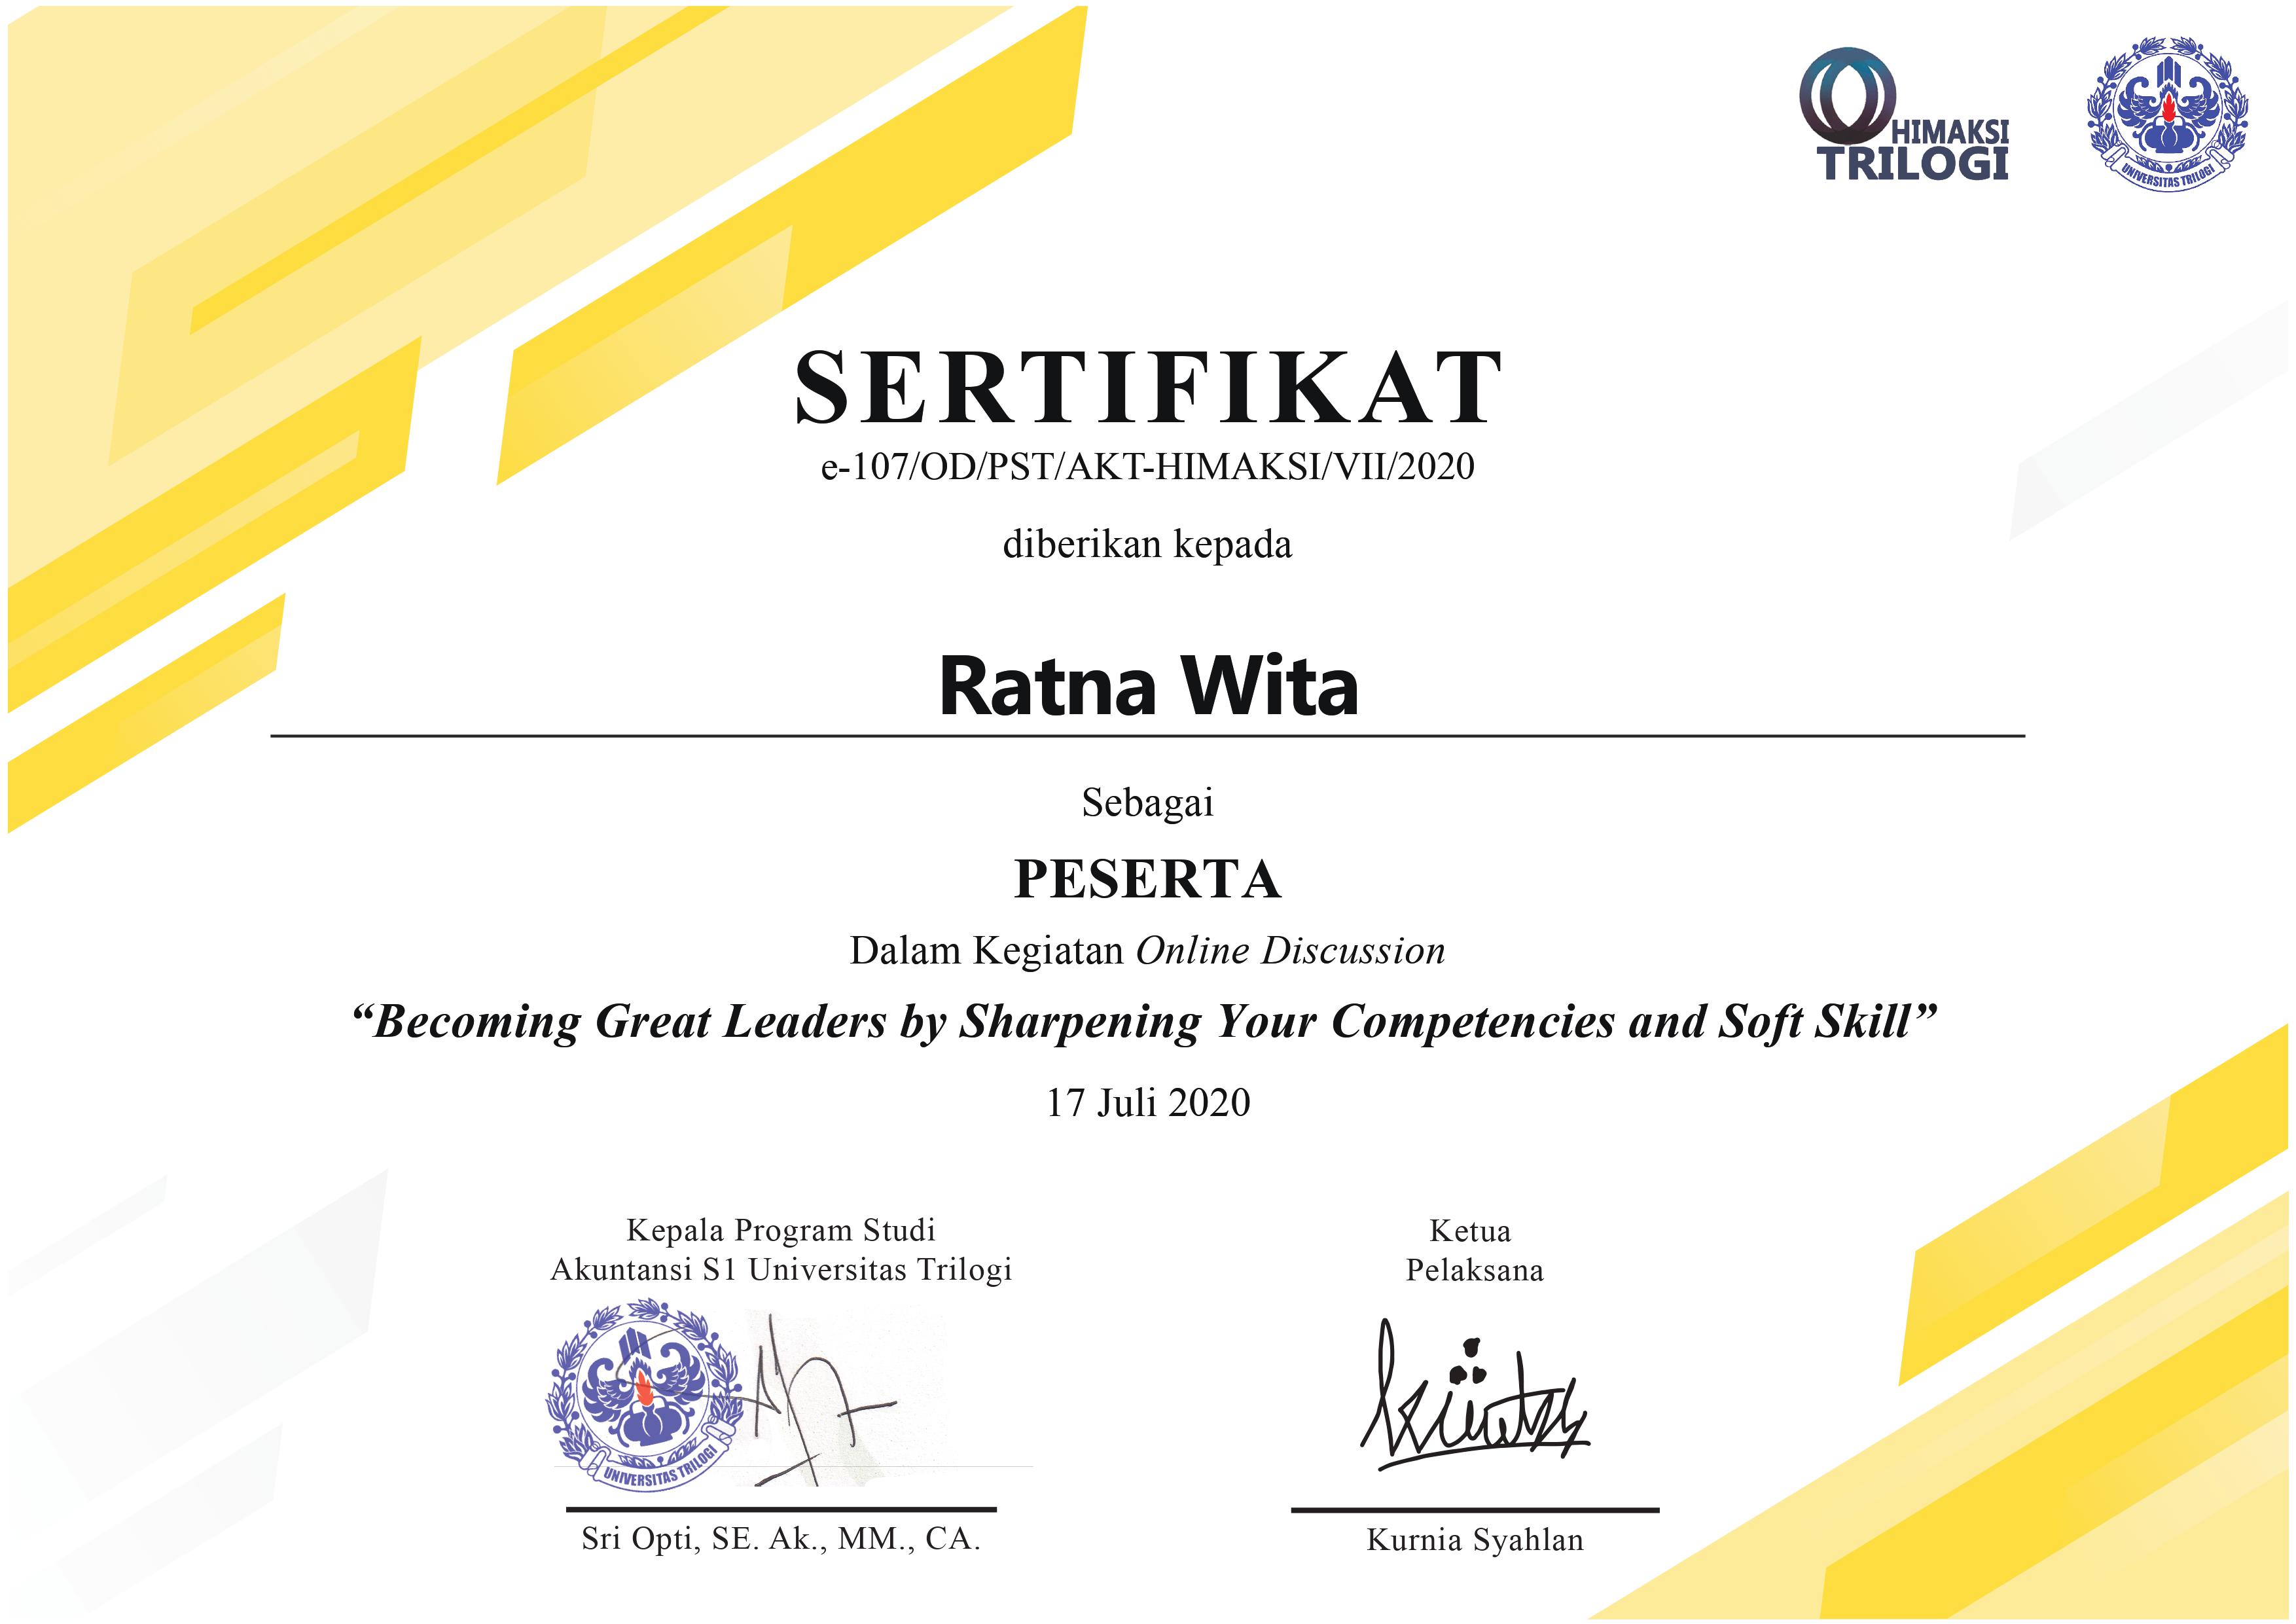 HIMAKSI
TRILOGI
UNIVERSITAS TRILOGI
SERTIFIKAT
e-107/OD/PST/AKT-HIMAKSI/VII/2020
diberikan kepada
Ratna Wita
Sebagai
PESERTA
Dalam Kegiatan Online Discussion
“Becoming Great Leaders by Sharpening Your Competencies and Soft Skill”
17 Juli 2020
Kepala Program Studi
Akuntansi S1 Universitas Trilogi
UNIVERSITAS TRILOGI
Sri Opti, SE. Ak., MM., CA.
Ketua
Pelaksana
Kurnia Syahlan